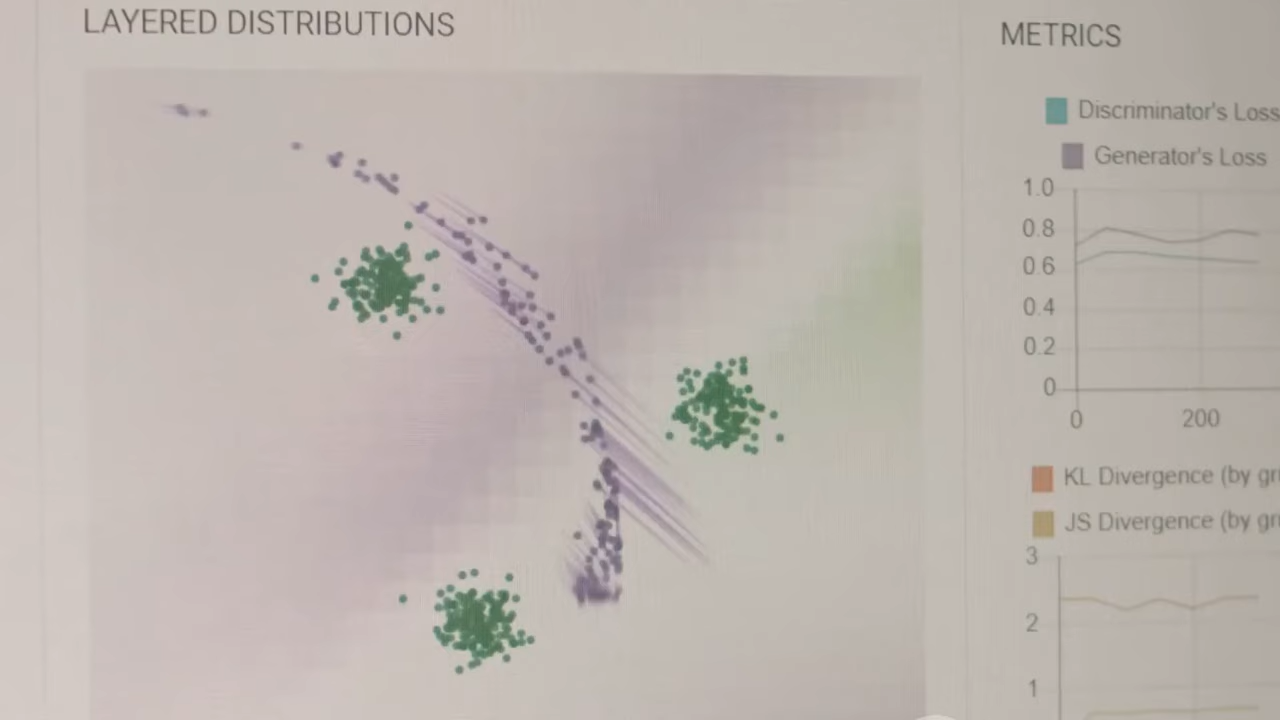 LAYERED DISTRIBUTIONS
METRICS
Discriminator's Loss
Generator's Loss
1.0
0.8
0.6
0.4
0.2
0
0
200
KL Divergence (by
JS Divergence (by
3
2
1